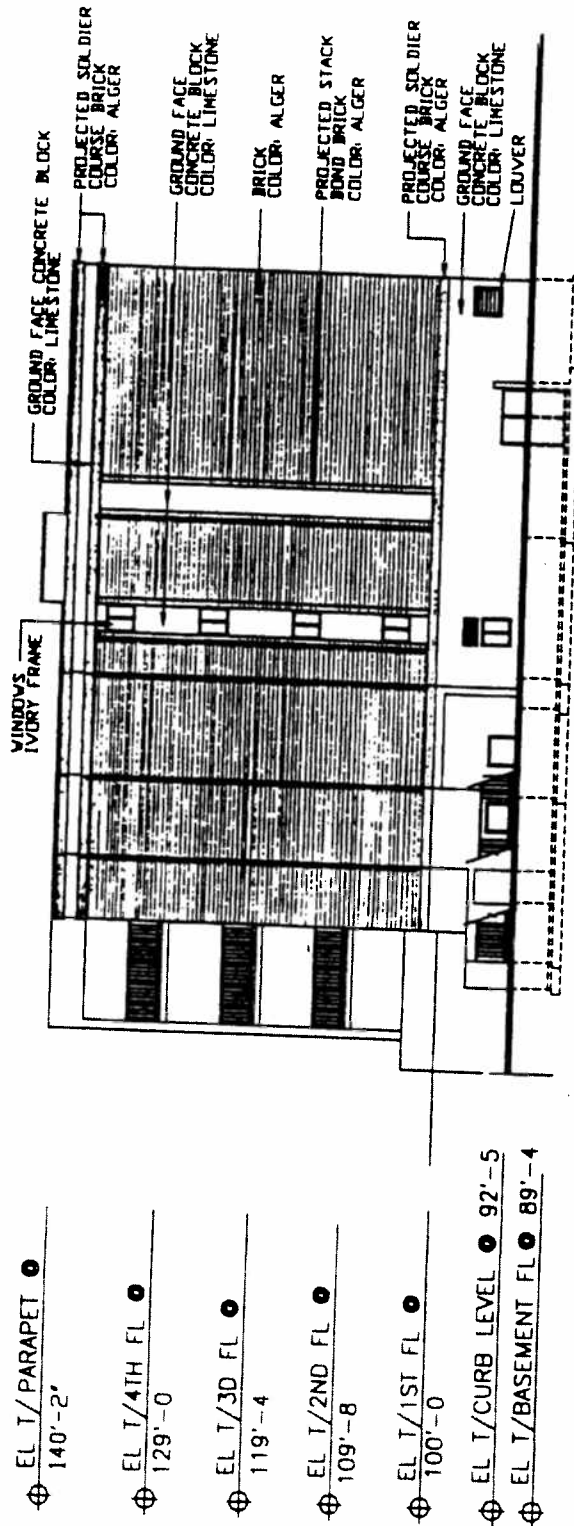 GROUND FACE CONCRETE BLOCK
COLOR: LIMESTONE
PROJECTED SOLDIER
COURSE BRICK
COLOR: ALGER
GROUND FACE
CONCRETE BLOCK
COLOR: LIMESTONE
BRICK
COLOR: ALGER
PROJECTED STACK
BOND BRICK
COLOR: ALGER
PROJECTED SOLDIER
COURSE BRICK
COLOR: ALGER
GROUND FACE
CONCRETE BLOCK
COLOR: LIMESTONE
LOUVER
WINDOWS
IVORY FRAME
EL T/PARAPET
140'-2"
EL T/4TH FL
129'-0
EL T/3D FL
119'-4
EL T/2ND FL
109'-8
EL T/1ST FL
100'-0
EL T/CURB LEVEL 92'-5
EL T/BASEMENT FL 89'-4